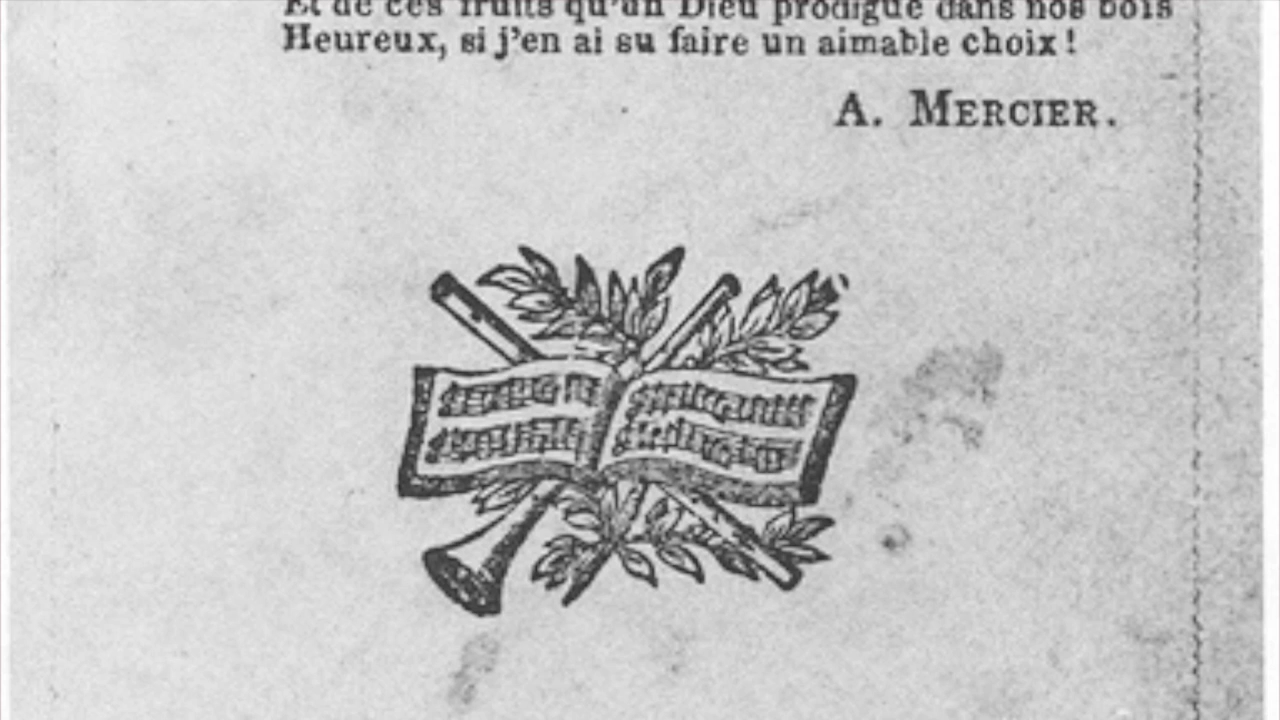 Et de ces fruits qu'un Dieu prodigue dans nos bois
Heureux, si j'en ai su faire un aimable choix !
A. MERCIER.